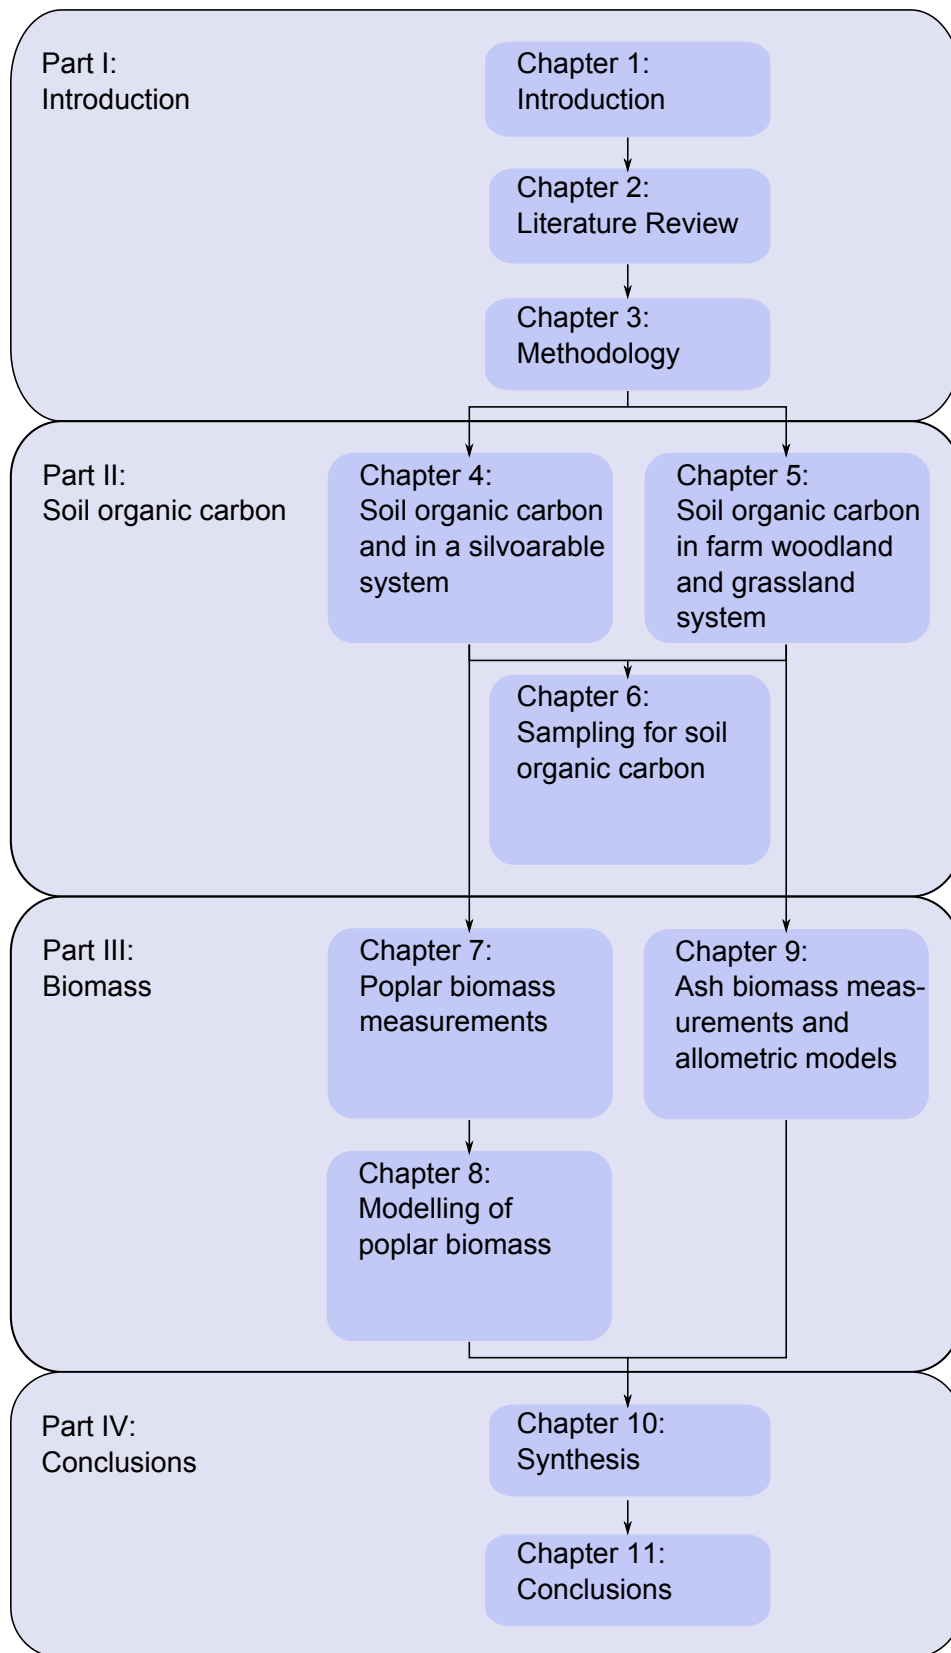 Part I:
Introduction
Chapter 1:
Introduction
Chapter 2:
Literature Review
Chapter 3:
Methodology
Part II:
Soil organic carbon
Chapter 4:
Soil organic carbon
and in a silvoarable
system
Chapter 5:
Soil organic carbon
in farm woodland
and grassland
system
Chapter 6:
Sampling for soil
organic carbon
Part III:
Biomass
Chapter 7:
Poplar biomass
measurements
Chapter 9:
Ash biomass meas-
urements and
allometric models
Chapter 8:
Modelling of
poplar biomass
Part IV:
Conclusions
Chapter 10:
Synthesis
Chapter 11:
Conclusions